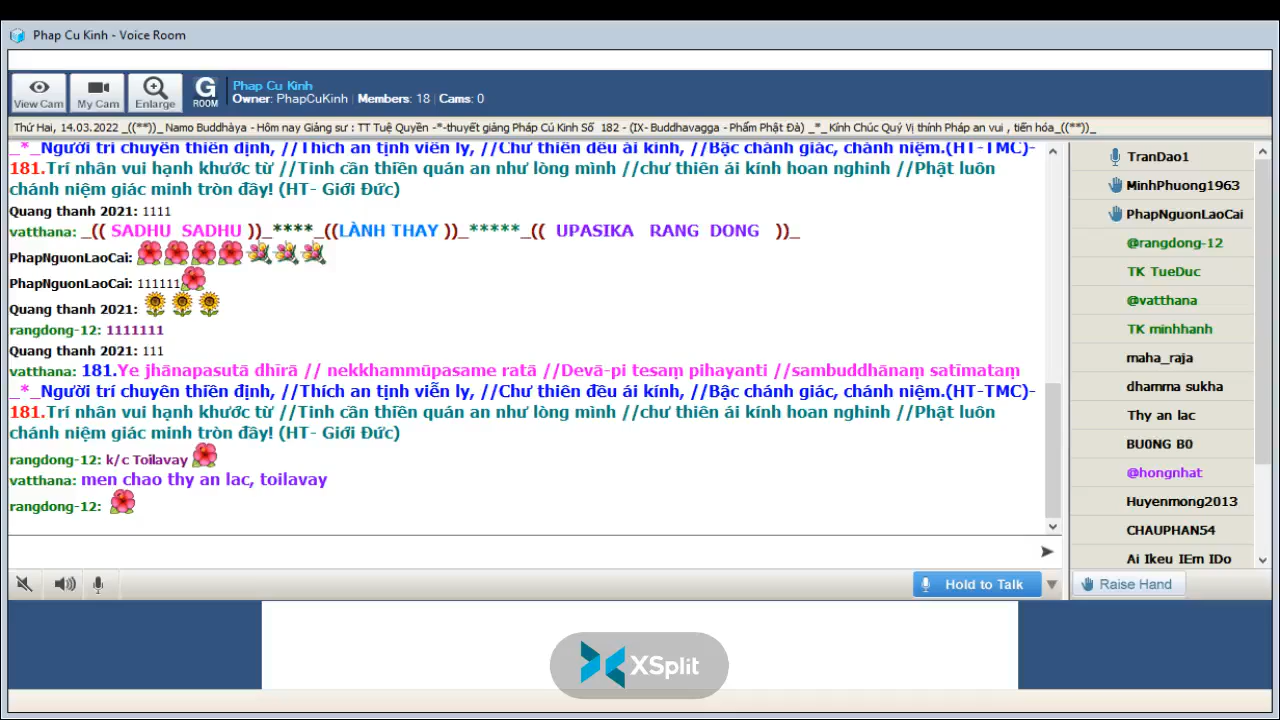 Phap Cu Kinh - Voice Room
View Cam
My Cam
Enlarge
G ROOM
Phap Cu Kinh
Owner: PhapCuKinh | Members: 18 | Cams: 0
Thứ Hai, 14.03.2022 _((**))_ Namo Buddhàya - Hôm nay Giảng sư : TT Tuệ Quyền -*-thuyết giảng Pháp Cú Kinh Số 182 - (IX- Buddhavagga - Phẩm Phật Đà) _*_ Kính Chúc Quý Vị thính Pháp an vui , tiến hóa_((**))_
_*_Người trí chuyên thiền định, //Thích an tịnh viễn ly, //Chư thiên đều ái kính, //Bậc chánh giác, chánh niệm.(HT-TMC)-
181.Trí nhân vui hạnh khước từ //Tinh cần thiền quán an như lòng mình //chư thiên ái kính hoan nghinh //Phật luôn
chánh niệm giác minh tròn đầy! (HT- Giới Đức)
Quang thanh 2021: 1111
vatthana: _(( SADHU SADHU ))_****_((LÀNH THAY ))_*****_(( UPASIKA RANG DONG ))_
PhapNguonLaoCai:
PhapNguonLaoCai: 111111
Quang thanh 2021:
rangdong-12: 1111111
Quang thanh 2021: 111
vatthana: 181.Ye jhānapasutā dhīrā // nekkhammūpasame ratā //Devā-pi tesaṃ pihayanti //sambuddhānaṃ satīmataṃ
_*_Người trí chuyên thiền định, //Thích an tịnh viễn ly, //Chư thiên đều ái kính, //Bậc chánh giác, chánh niệm.(HT-TMC)-
181.Trí nhân vui hạnh khước từ //Tinh cần thiền quán an như lòng mình //chư thiên ái kính hoan nghinh //Phật luôn
chánh niệm giác minh tròn đầy! (HT- Giới Đức)
rangdong-12: k/c Toilavay
vatthana: men chao thy an lac, toilavay
rangdong-12:
TranDao1
MinhPhuong1963
PhapNguonLaoCai
@rangdong-12
TK TueDuc
@vatthana
TK minhhanh
maha_raja
dhamma sukha
Thy an lac
BU0NG B0
@hongnhat
Huyenmong2013
CHAUPHAN54
Ai Ikeu IEm IDo
Hold to Talk
Raise Hand
XSplit